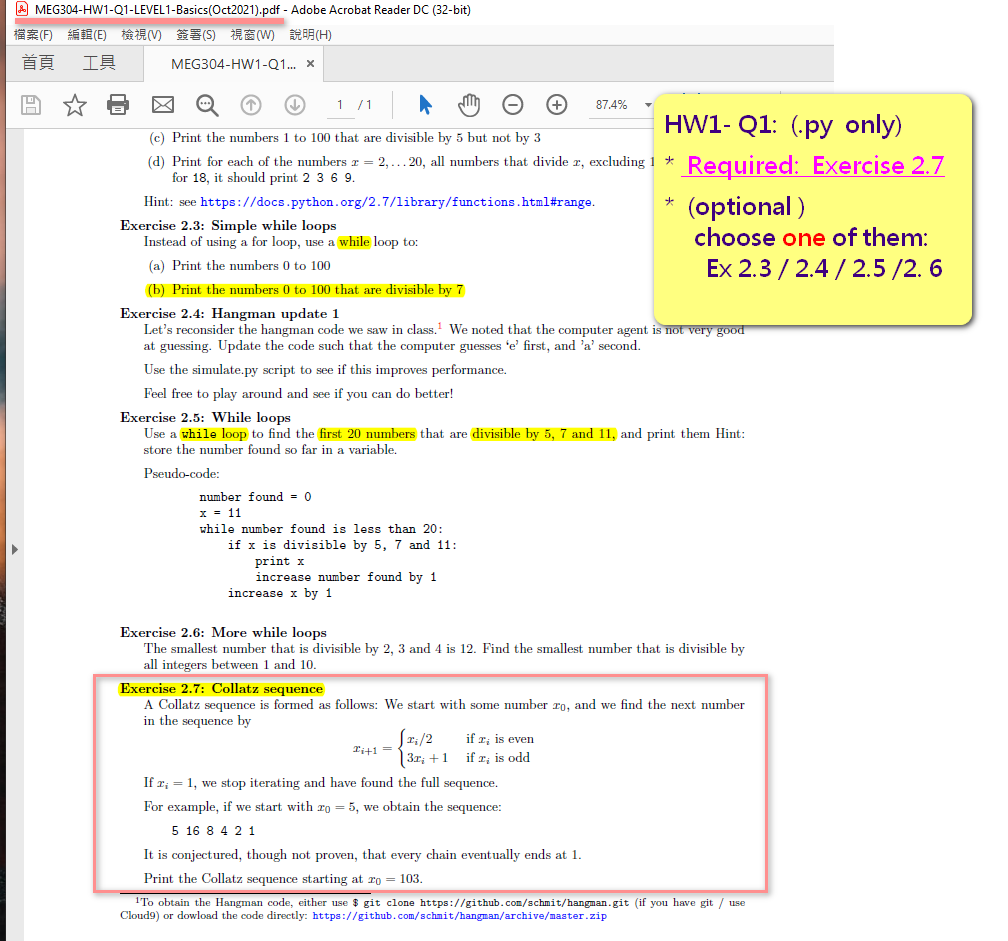 MEG304-HW1-Q1-LEVEL1-Basics(Oct2021).pdf - Adobe Acrobat Reader DC (32-bit)
檔案(F) 編輯(E) 檢視(V) 簽署(S) 視窗(W) 說明(H)
首頁 工具 MEG304-HW1-Q1... ×
1 / 1 87.4%
(c) Print the numbers 1 to 100 that are divisible by 5 but not by 3
(d) Print for each of the numbers x = 2, . . . 20, all numbers that divide x, excluding 1
for 18, it should print 2 3 6 9.
Hint: see https://docs.python.org/2.7/library/functions.html#range.
HW1- Q1: (.py only)
* Required: Exercise 2.7
* (optional )
choose one of them:
Ex 2.3 / 2.4 / 2.5 /2. 6
Exercise 2.3: Simple while loops
Instead of using a for loop, use a while loop to:
(a) Print the numbers 0 to 100
(b) Print the numbers 0 to 100 that are divisible by 7
Exercise 2.4: Hangman update 1
Let's reconsider the hangman code we saw in class.1 We noted that the computer agent is not very good
at guessing. Update the code such that the computer guesses ‘e’ first, and ’a’ second.
Use the simulate.py script to see if this improves performance.
Feel free to play around and see if you can do better!
Exercise 2.5: While loops
Use a while loop to find the first 20 numbers that are divisible by 5, 7 and 11, and print them Hint:
store the number found so far in a variable.
Pseudo-code:
number found = 0
x = 11
while number found is less than 20:
if x is divisible by 5, 7 and 11:
print x
increase number found by 1
increase x by 1
Exercise 2.6: More while loops
The smallest number that is divisible by 2, 3 and 4 is 12. Find the smallest number that is divisible by
all integers between 1 and 10.
Exercise 2.7: Collatz sequence
A Collatz sequence is formed as follows: We start with some number x0, and we find the next number
in the sequence by
xi+1 = { xi/2 if xi is even
3xi + 1 if xi is odd
If xi = 1, we stop iterating and have found the full sequence.
For example, if we start with x0 = 5, we obtain the sequence:
5 16 8 4 2 1
It is conjectured, though not proven, that every chain eventually ends at 1.
Print the Collatz sequence starting at x0 = 103.
1To obtain the Hangman code, either use $ git clone https://github.com/schmit/hangman.git (if you have git / use
Cloud9) or dowload the code directly: https://github.com/schmit/hangman/archive/master.zip